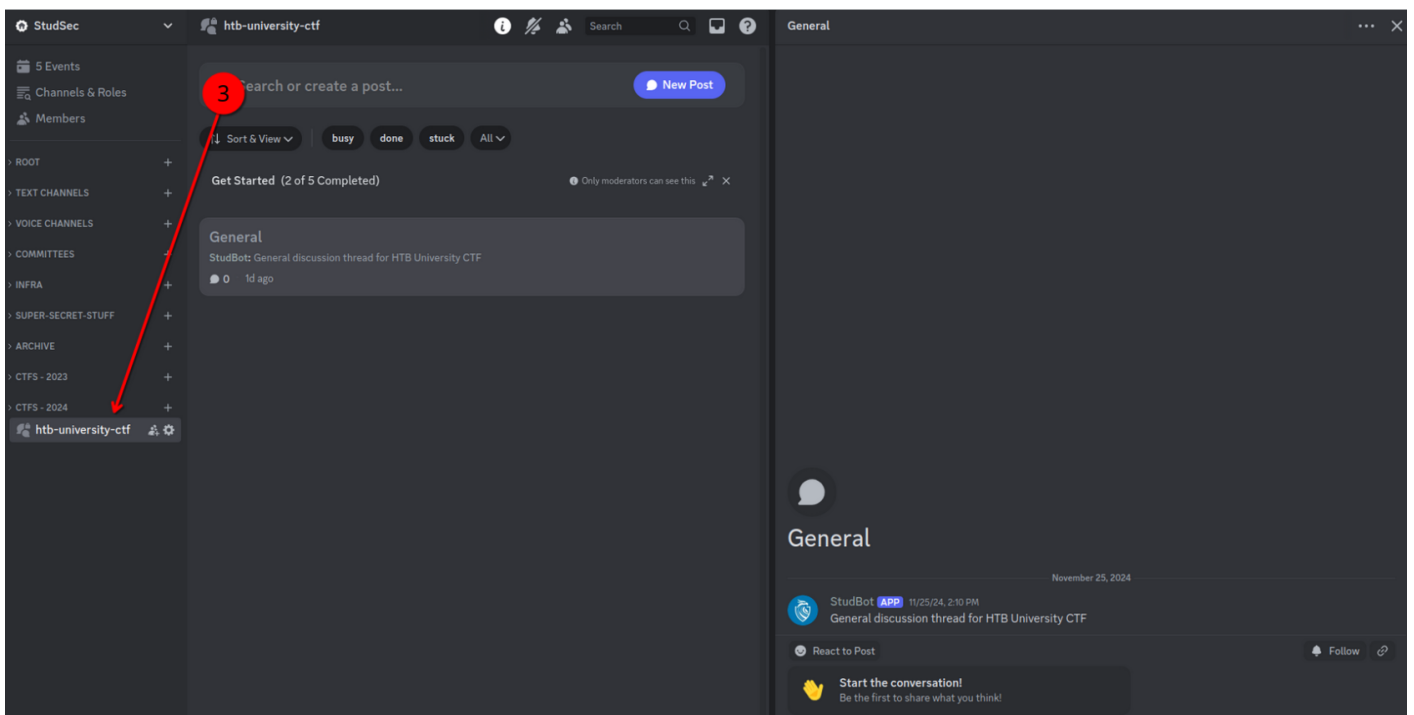 StudSec
5 Events
Channels & Roles
Members
ROOT
TEXT CHANNELS
VOICE CHANNELS
COMMITTEES
INFRA
SUPER-SECRET-STUFF
ARCHIVE
CTFS - 2023
CTFS - 2024
htb-university-ctf
htb-university-ctf
Search
3
Search or create a post...
New Post
Sort & View
busy
done
stuck
All
Get Started (2 of 5 Completed)
Only moderators can see this
General
StudBot: General discussion thread for HTB University CTF
0 1d ago
General
General
November 25, 2024
StudBot APP 11/25/24, 2:10 PM
General discussion thread for HTB University CTF
React to Post
Follow
Start the conversation!
Be the first to share what you think!